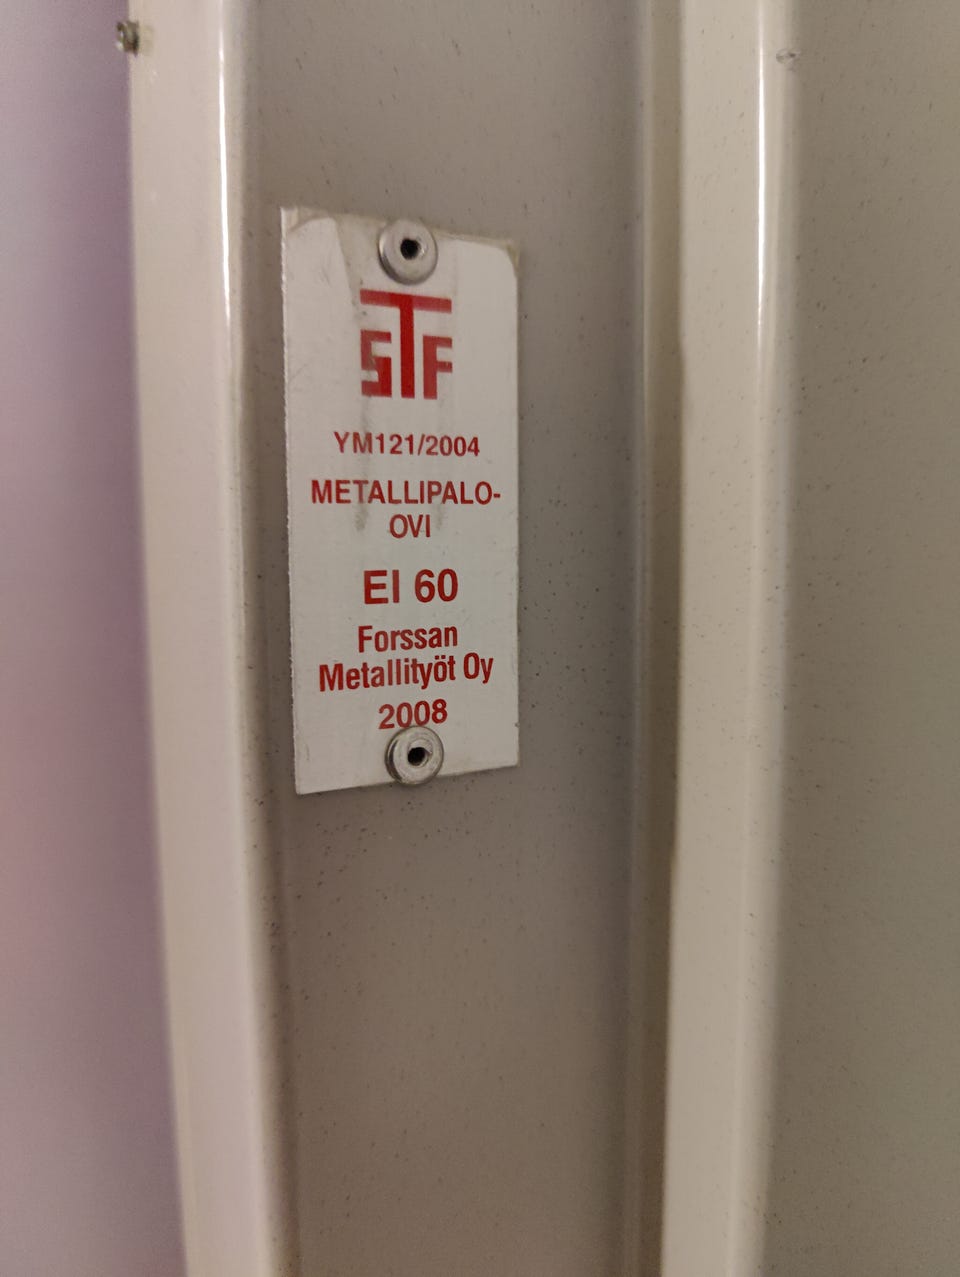 STF
YM121/2004
METALLIPALO-
OVI
EI 60
Forssan
Metallityöt Oy
2008